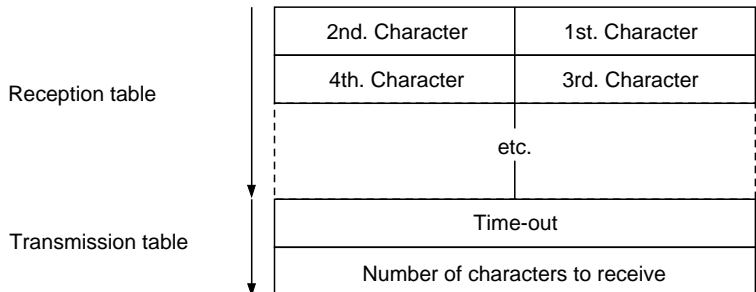 2nd. Character 1st. Character
Reception table
4th. Character 3rd. Character
etc.
Transmission table
Time-out
Number of characters to receive